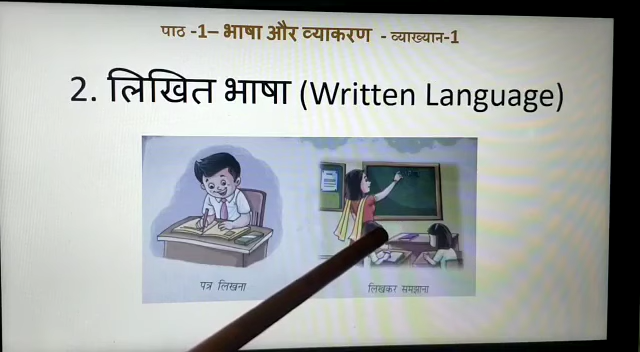 पाठ -1– भाषा और व्याकरण - व्याख्यान-1
2. लिखित भाषा (Written Language)
पत्र लिखना
लिखकर समझाना